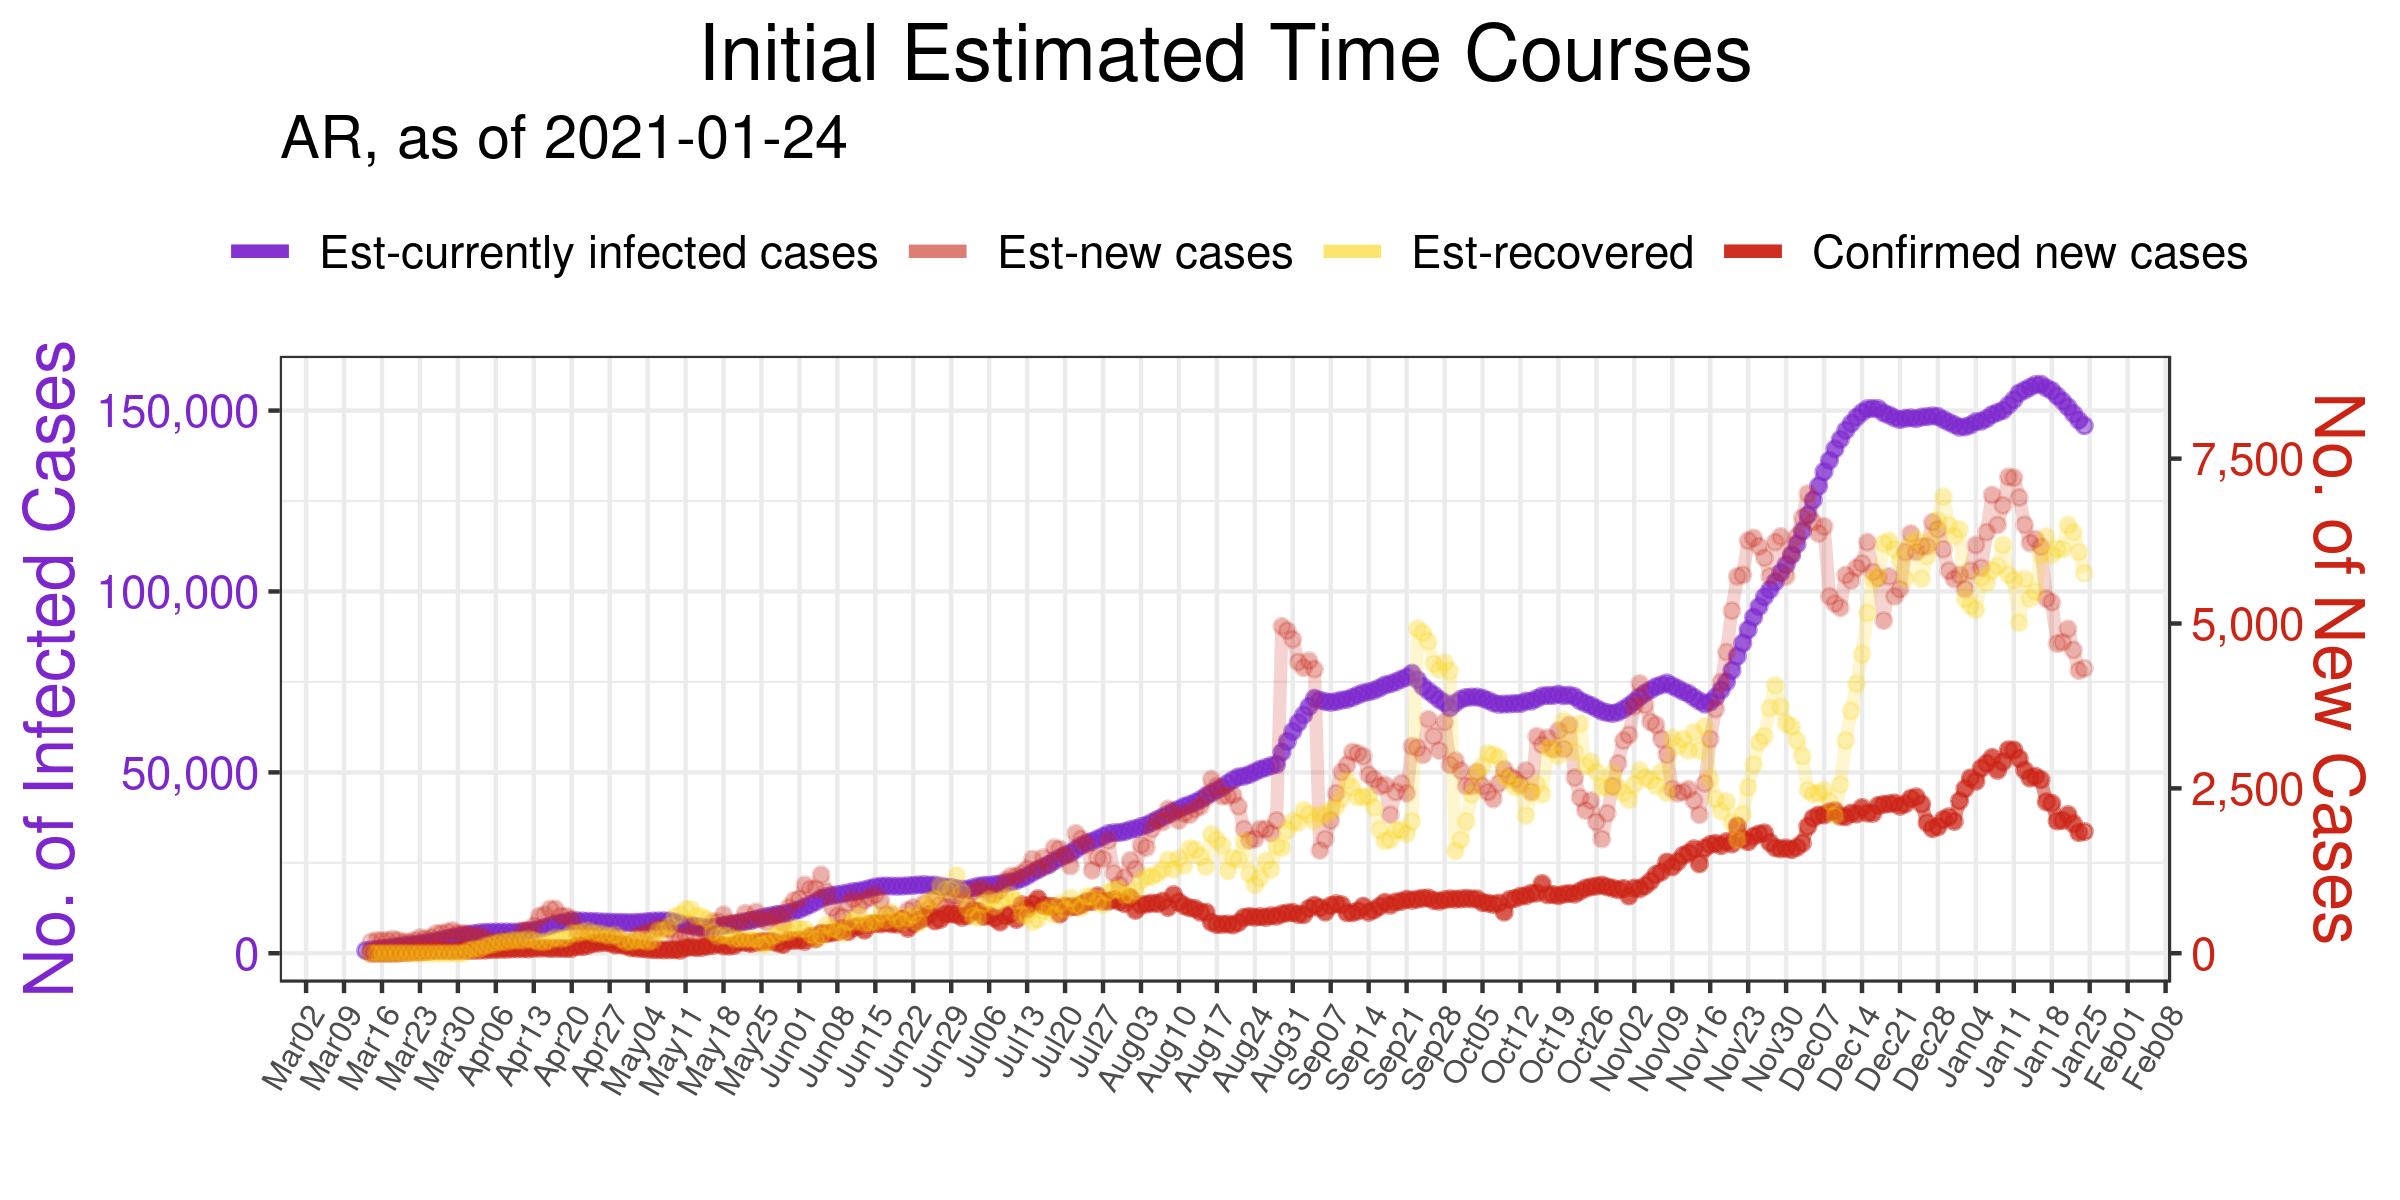 Initial Estimated Time Courses
AR, as of 2021-01-24
Est-currently infected cases Est-new cases Est-recovered Confirmed new cases
No. of Infected Cases
150,000
100,000
50,000
0
No. of New Cases
7,500
5,000
2,500
0
Mar02 Mar09 Mar16 Mar23 Mar30 Apr06 Apr13 Apr20 Apr27 May04 May11 May18 May25 Jun01 Jun08 Jun15 Jun22 Jun29 Jul06 Jul13 Jul20 Jul27 Aug03 Aug10 Aug17 Aug24 Aug31 Sep07 Sep14 Sep21 Sep28 Oct05 Oct12 Oct19 Oct26 Nov02 Nov09 Nov16 Nov23 Nov30 Dec07 Dec14 Dec21 Dec28 Jan04 Jan11 Jan18 Jan25 Feb01 Feb08